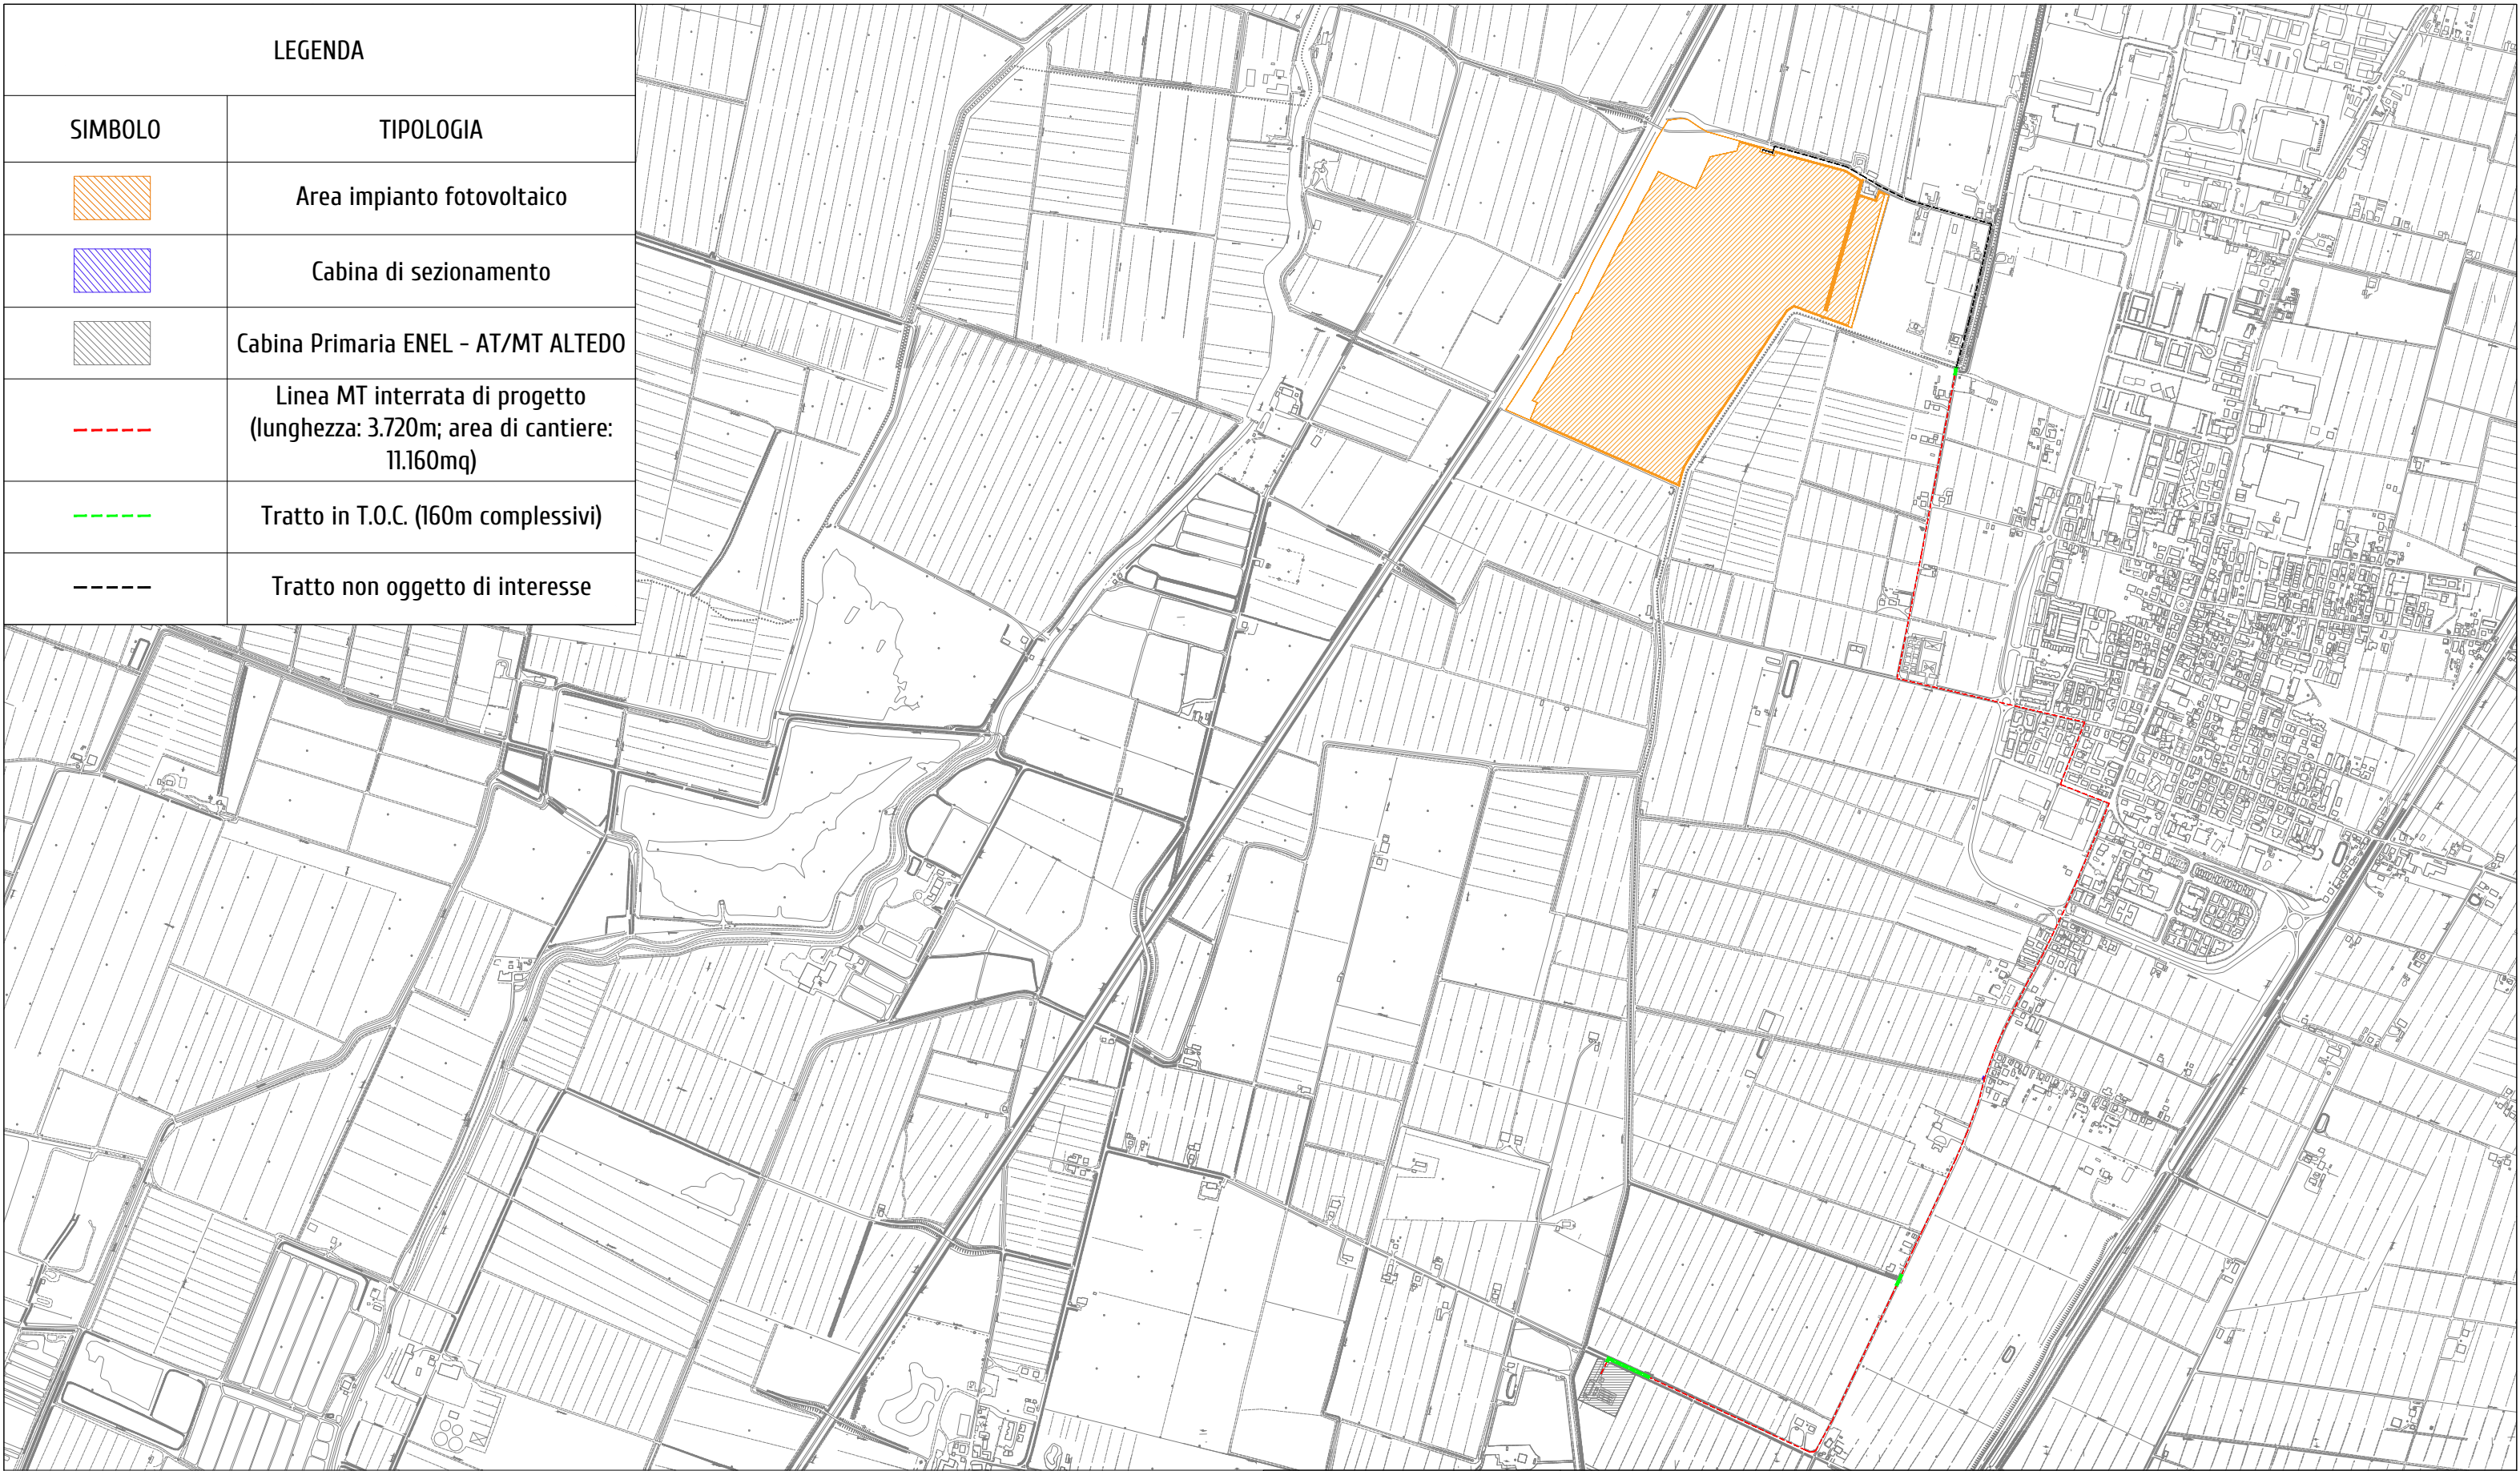 LEGENDA
SIMBOLO
TIPOLOGIA
Area impianto fotovoltaico
Cabina di sezionamento
Cabina Primaria ENEL - AT/MT ALTEDO
Linea MT interrata di progetto
(lunghezza: 3.720m; area di cantiere:
11.160mq)
Tratto in T.O.C. (160m complessivi)
Tratto non oggetto di interesse